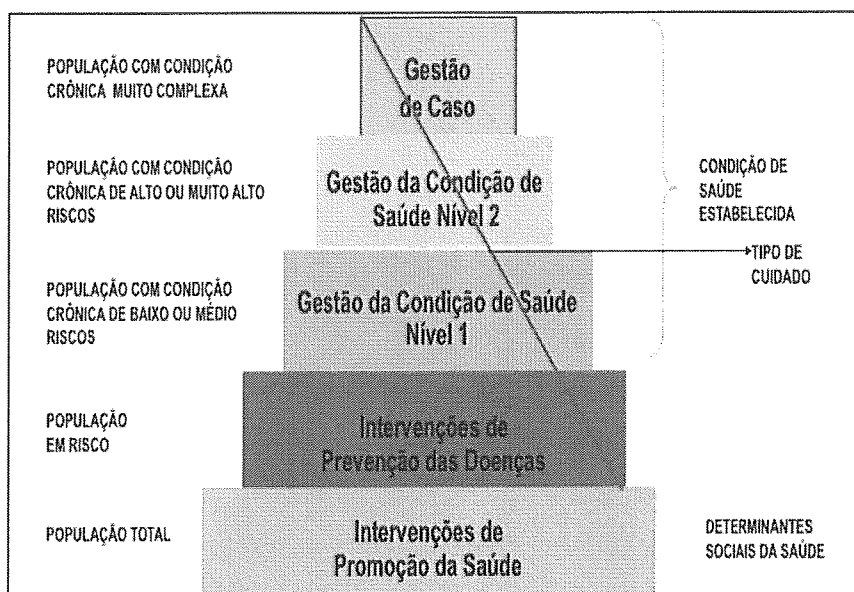 POPULAÇÃO COM CONDIÇÃO
CRÔNICA MUITO COMPLEXA
Gestão
de Caso
POPULAÇÃO COM CONDIÇÃO
CRÔNICA DE ALTO OU MUITO ALTO
RISCOS
Gestão da Condição de
Saúde Nível 2
CONDIÇÃO DE
SAÚDE
ESTABELECIDA
TIPO DE
CUIDADO
POPULAÇÃO COM CONDIÇÃO
CRÔNICA DE BAIXO OU MÉDIO
RISCOS
Gestão da Condição de Saúde
Nível 1
POPULAÇÃO
EM RISCO
Intervenções de
Prevenção das Doenças
POPULAÇÃO TOTAL
Intervenções de
Promoção da Saúde
DETERMINANTES
SOCIAIS DA SAÚDE